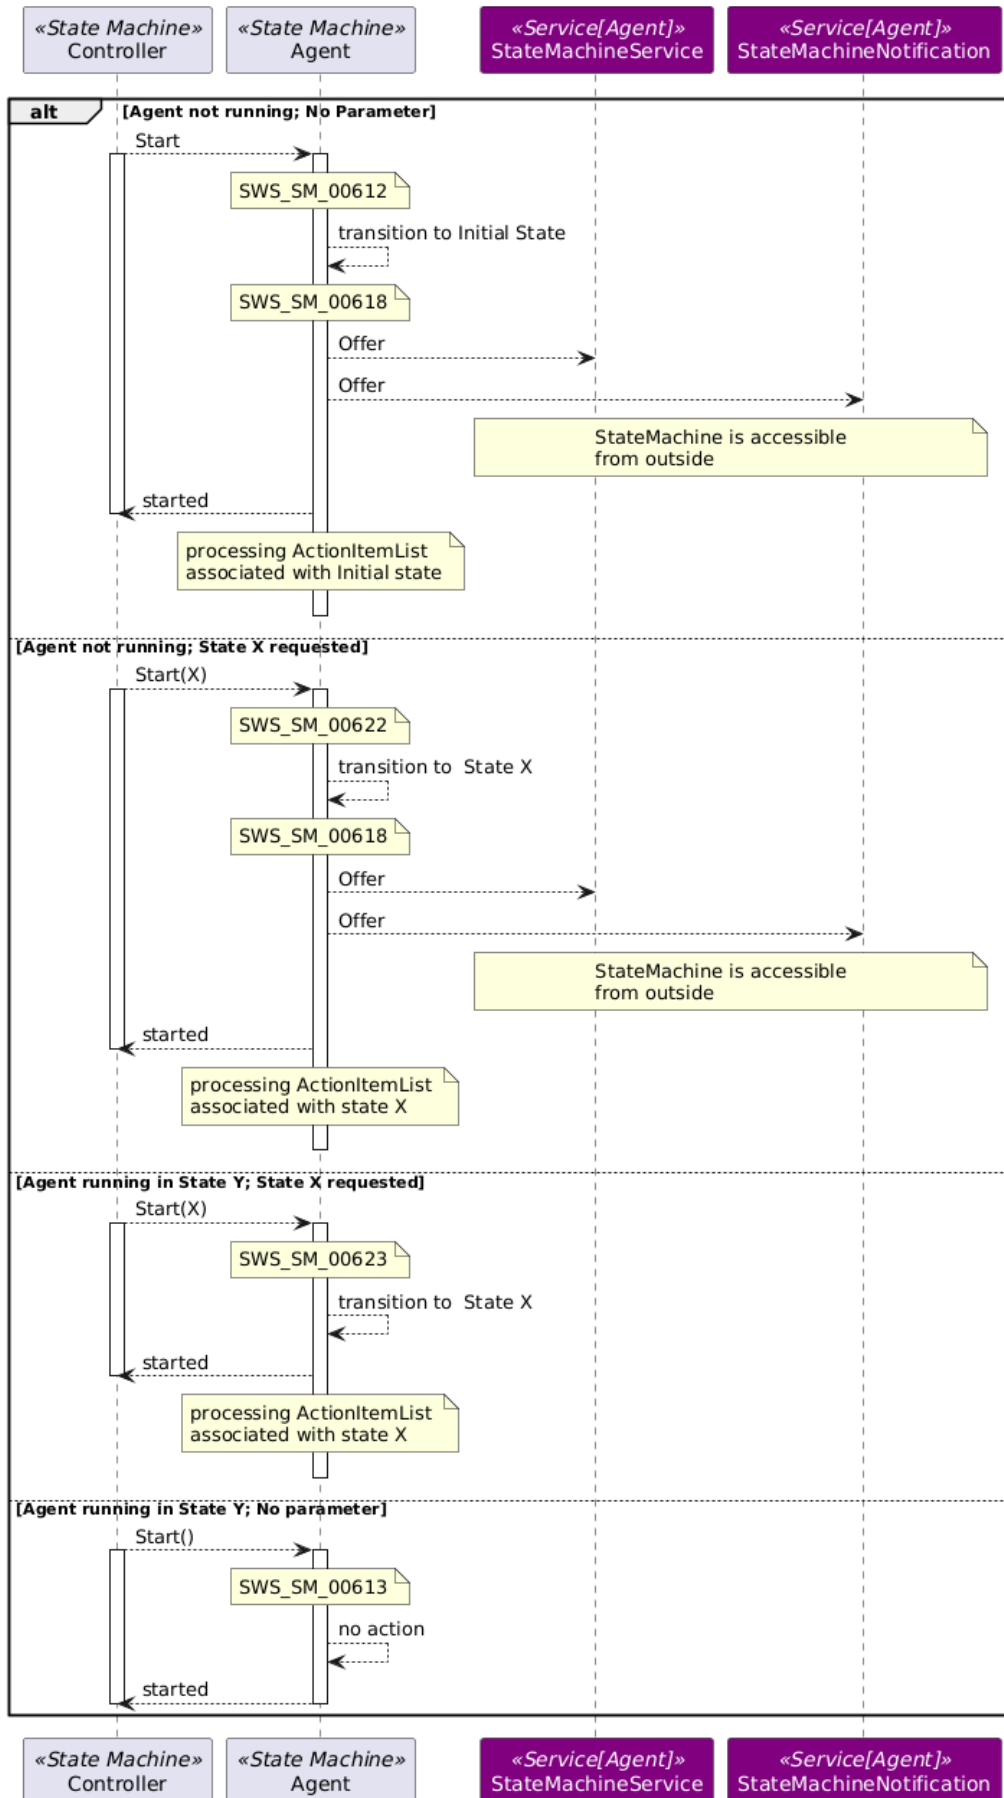 «State Machine»
Controller
«State Machine»
Agent
«Service[Agent]»
StateMachineService
«Service[Agent]»
StateMachineNotification
alt
[Agent not running; No Parameter]
Start
SWS_SM_00612
transition to Initial State
SWS_SM_00618
Offer
Offer
StateMachine is accessible
from outside
started
processing ActionItemList
associated with Initial state
[Agent not running; State X requested]
Start(X)
SWS_SM_00622
transition to  State X
SWS_SM_00618
Offer
Offer
StateMachine is accessible
from outside
started
processing ActionItemList
associated with state X
[Agent running in State Y; State X requested]
Start(X)
SWS_SM_00623
transition to  State X
started
processing ActionItemList
associated with state X
[Agent running in State Y; No parameter]
Start()
SWS_SM_00613
no action
started
«State Machine»
Controller
«State Machine»
Agent
«Service[Agent]»
StateMachineService
«Service[Agent]»
StateMachineNotification